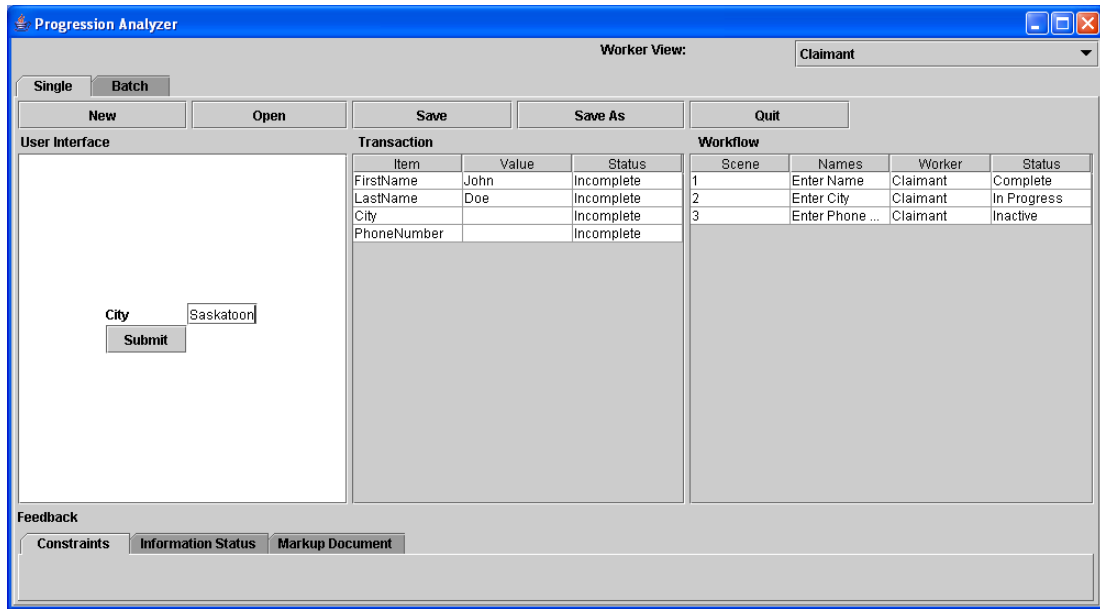 Progression Analyzer
Worker View: Claimant
Single Batch
New Open Save Save As Quit
User Interface Transaction Workflow
Item Value Status Scene Names Worker Status
FirstName John Incomplete 1 Enter Name Claimant Complete
LastName Doe Incomplete 2 Enter City Claimant In Progress
City Incomplete 3 Enter Phone ... Claimant Inactive
PhoneNumber Incomplete
City Saskatoon
Submit
Feedback
Constraints Information Status Markup Document